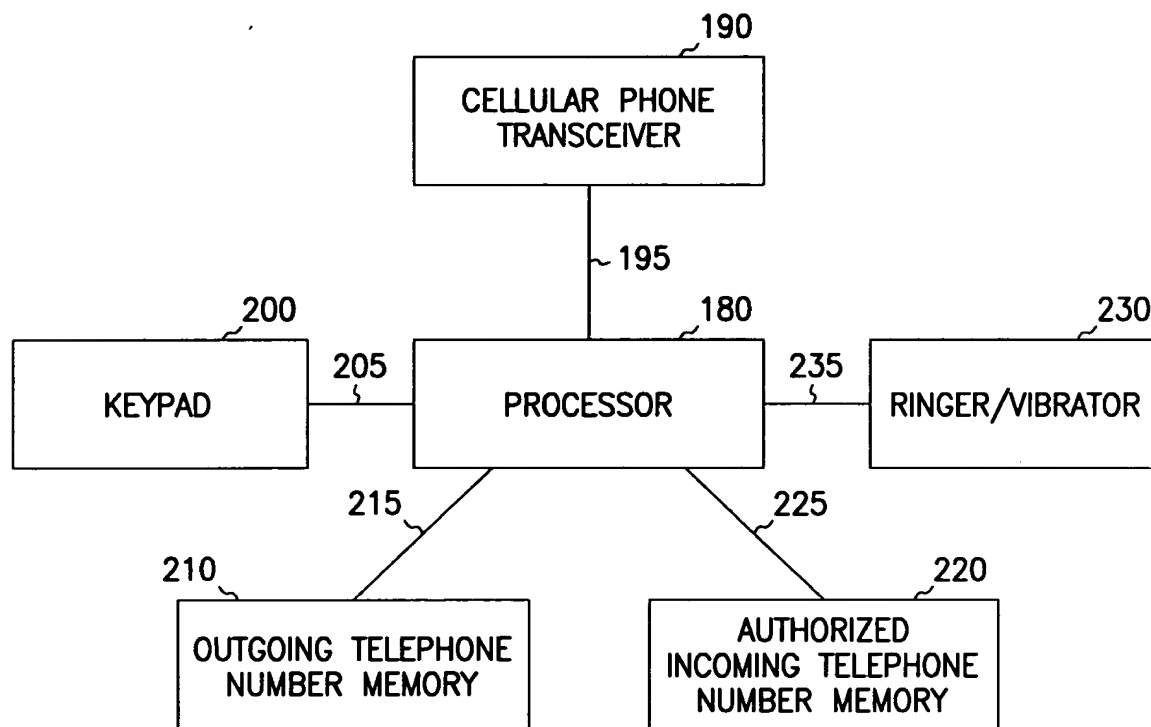 190
CELLULAR PHONE
TRANSCEIVER
195
200
180
230
KEYPAD
205
PROCESSOR
235
RINGER/VIBRATOR
215
225
210
220
OUTGOING TELEPHONE
NUMBER MEMORY
AUTHORIZED
INCOMING TELEPHONE
NUMBER MEMORY